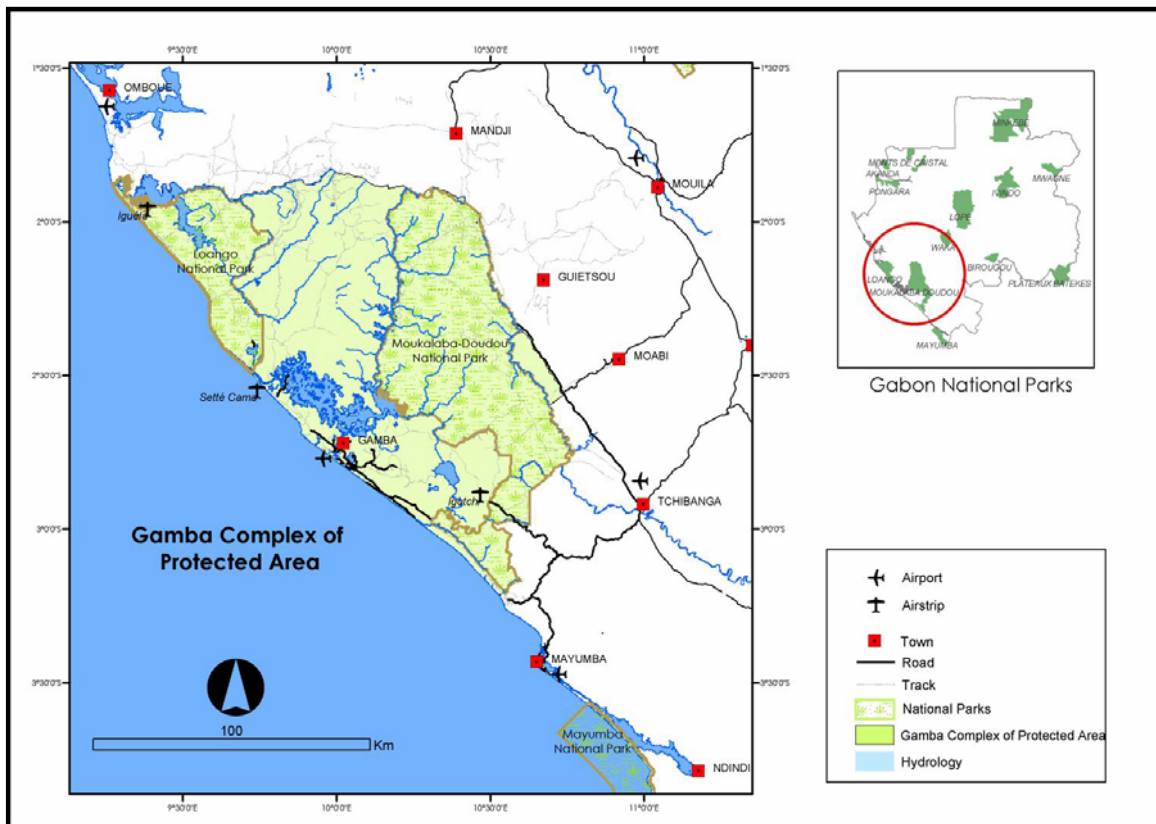 9°30'0"E 10°0'0"E 10°30'0"E 11°0'0"E
1°30'0"S
1°30'0"S
OMBOUE
MANDJI
MOUILA
2°0'0"S
2°0'0"S
Iguéla
Loango
National Park
GUIETSOU
Moukalaba-Doudou
National Park
MOABI
2°30'0"S
2°30'0"S
Setté Cama
GAMBA
Igotchi
TCHIBANGA
3°0'0"S
3°0'0"S
Gamba Complex of
Protected Area
MAYUMBA
3°30'0"S
3°30'0"S
100
Km
Mayumba
National Park
NDINDI
9°30'0"E 10°0'0"E 10°30'0"E 11°0'0"E
MINKEBE
MONTS DE CRISTAL
AKANDA
PONGARA
MWAGNE
IVINDO
LOPE
WAKA
BIROUGOU
LOANGO
MOUKALABA DOUDOU
PLATEAUX BATEKES
MAYUMBA
Gabon National Parks
Airport
Airstrip
Town
Road
Track
National Parks
Gamba Complex of Protected Area
Hydrology